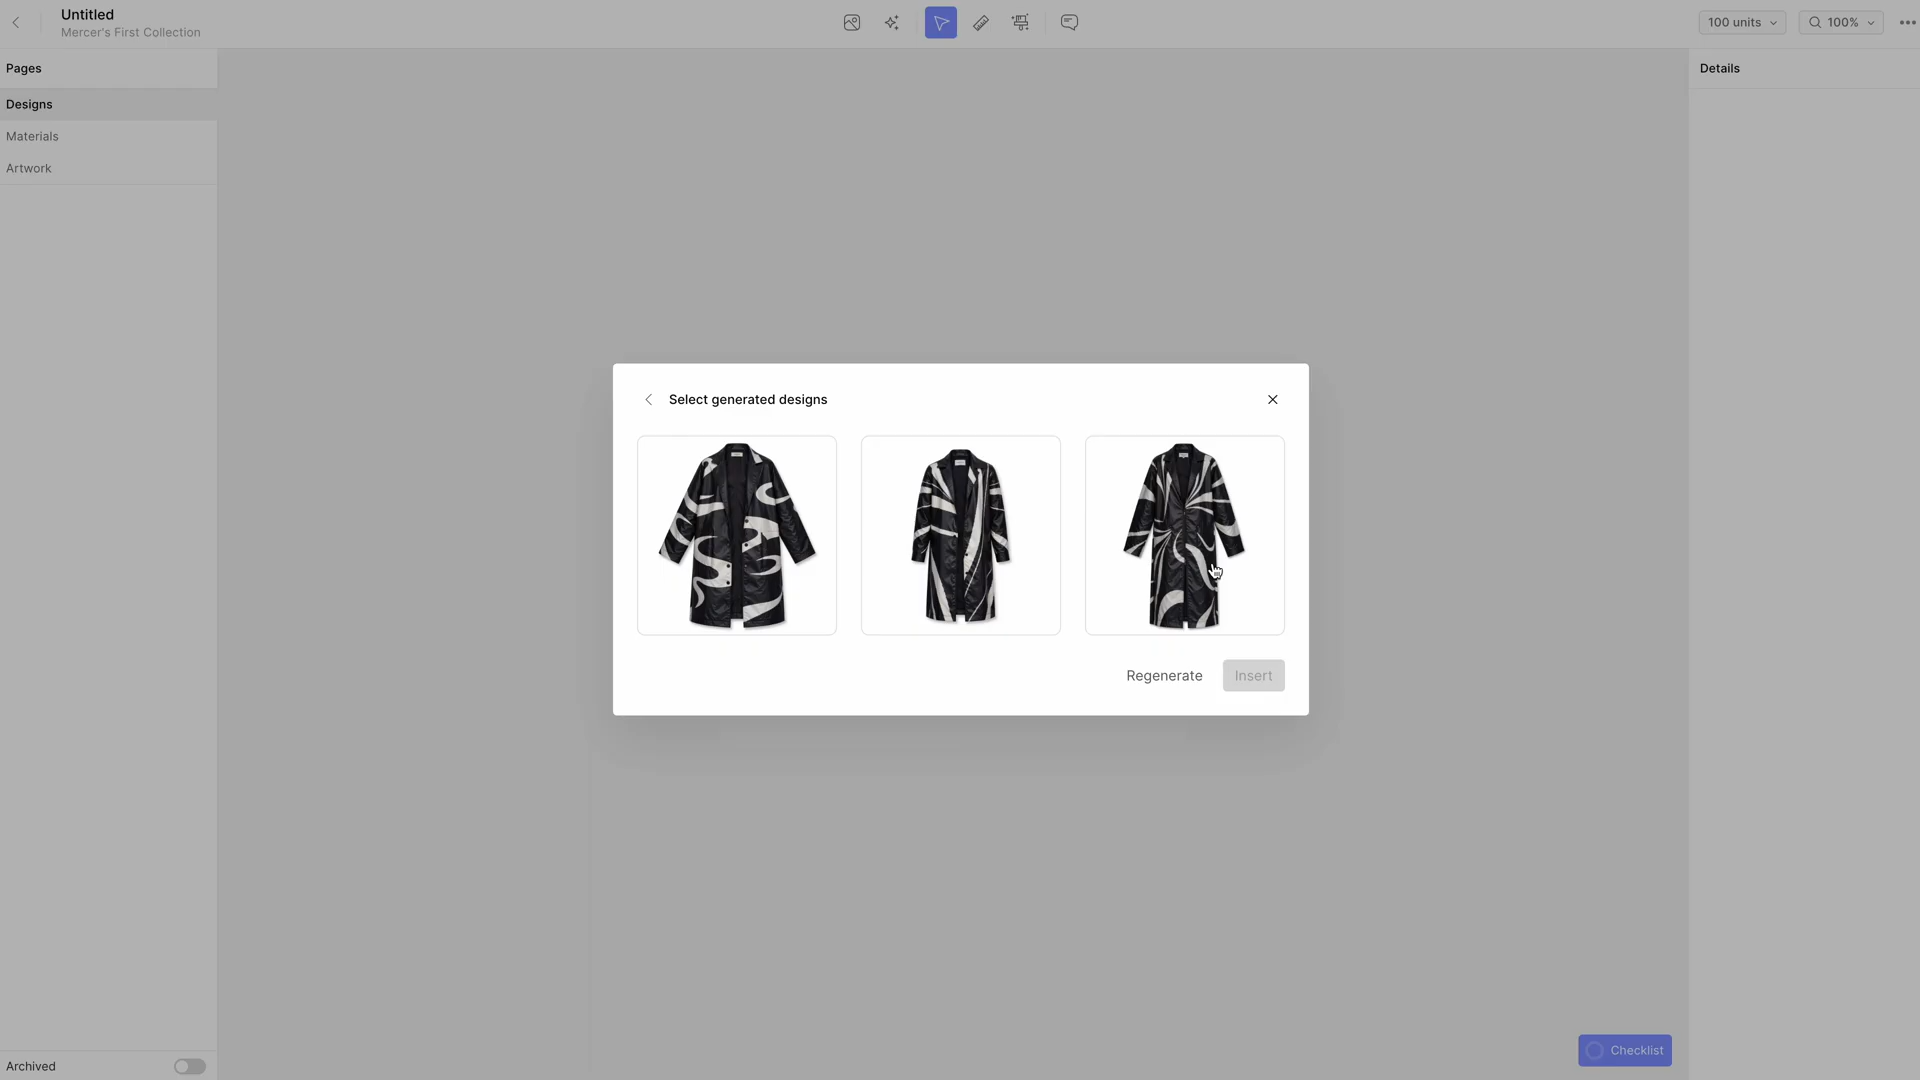 Untitled
Mercer's First Collection
100 units
100%
Pages
Details
Designs
Materials
Artwork
Select generated designs
Regenerate
Insert
Checklist
Archived